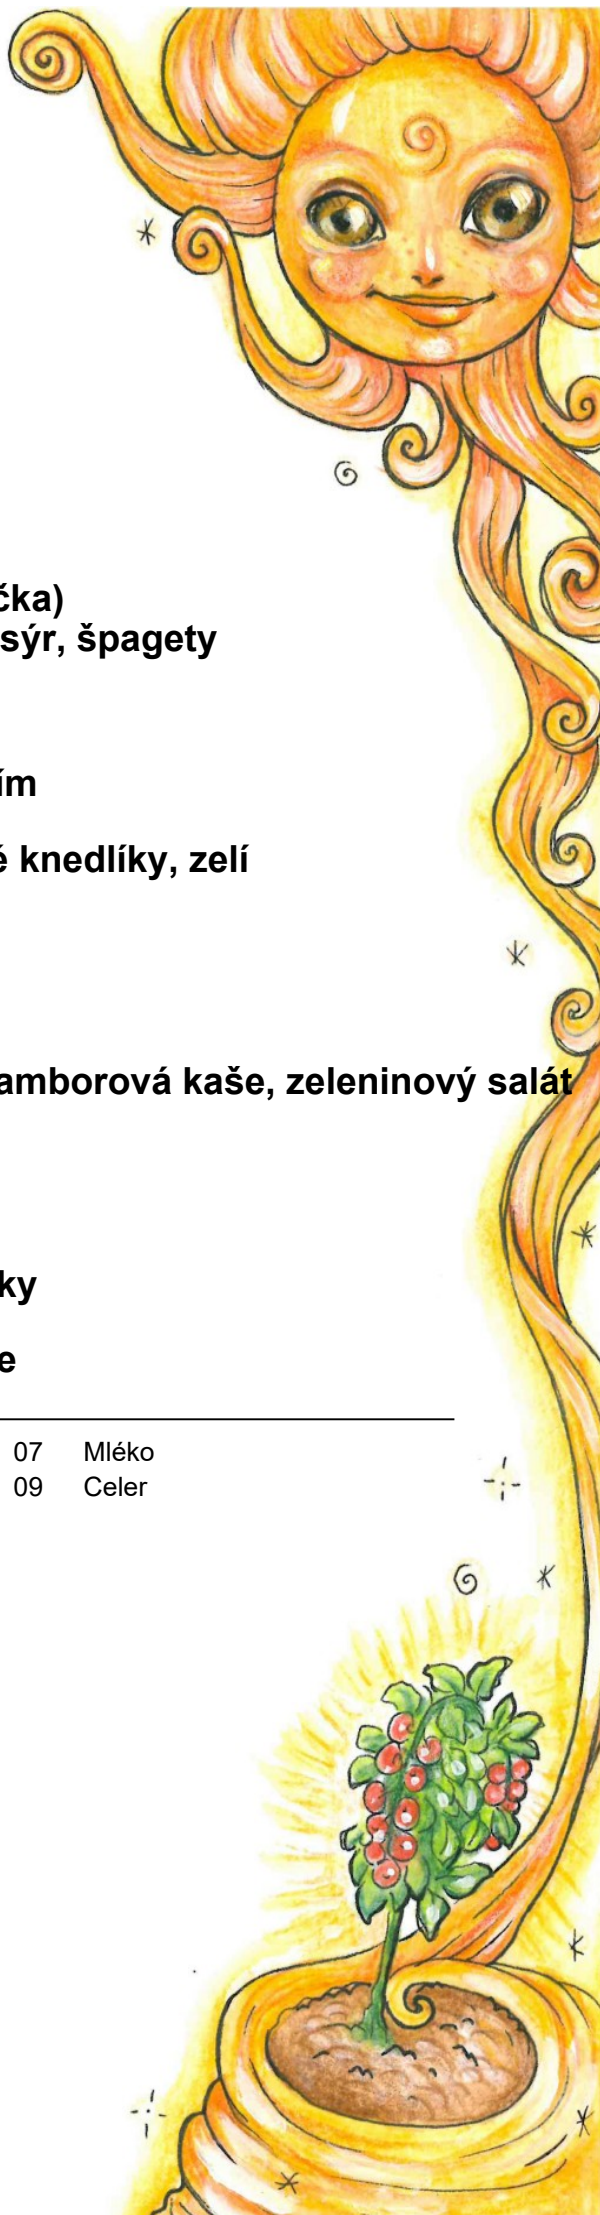 čka)
sýr, špagety
ím
é knedlíky, zelí
amborová kaše, zeleninový salát
ky
e
07 Mléko
09 Celer